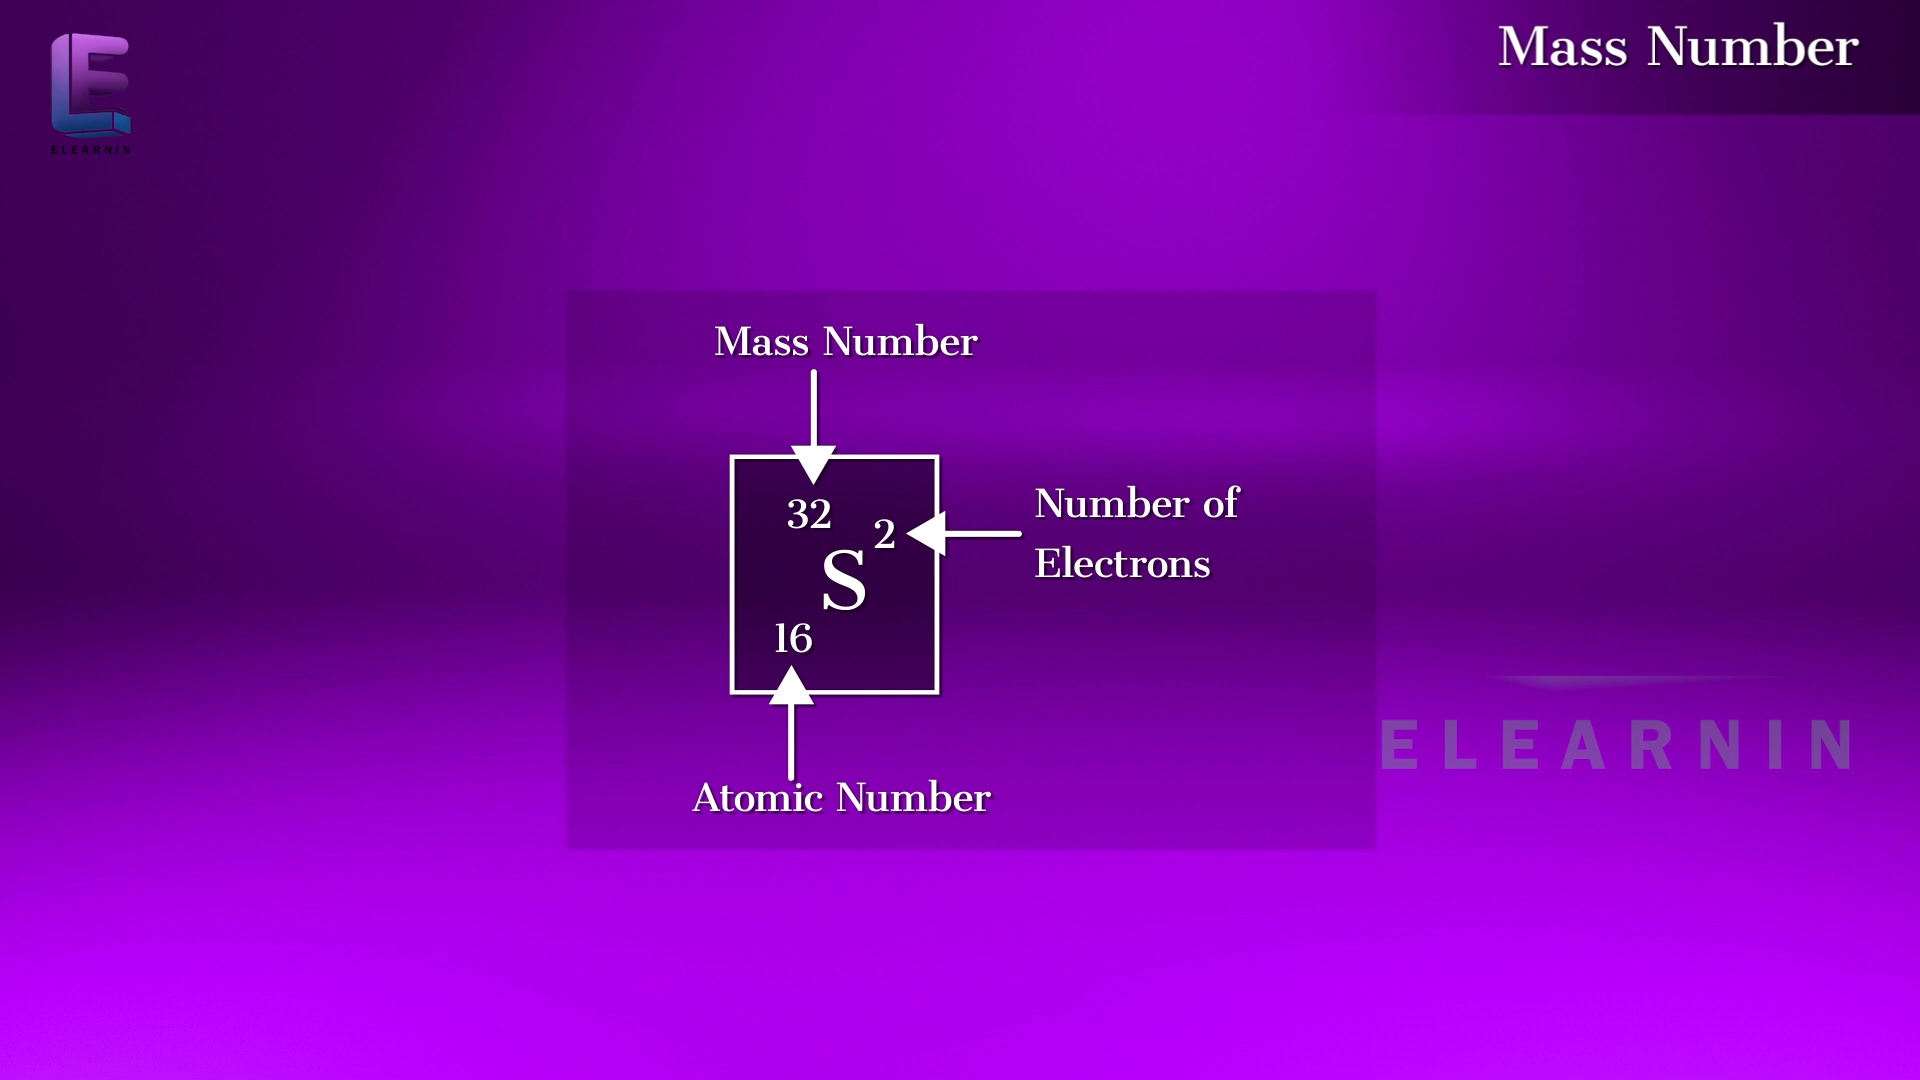 Mass Number
ELEARNIN
Mass Number
32
2
Number of
Electrons
S
16
ELEARNIN
Atomic Number